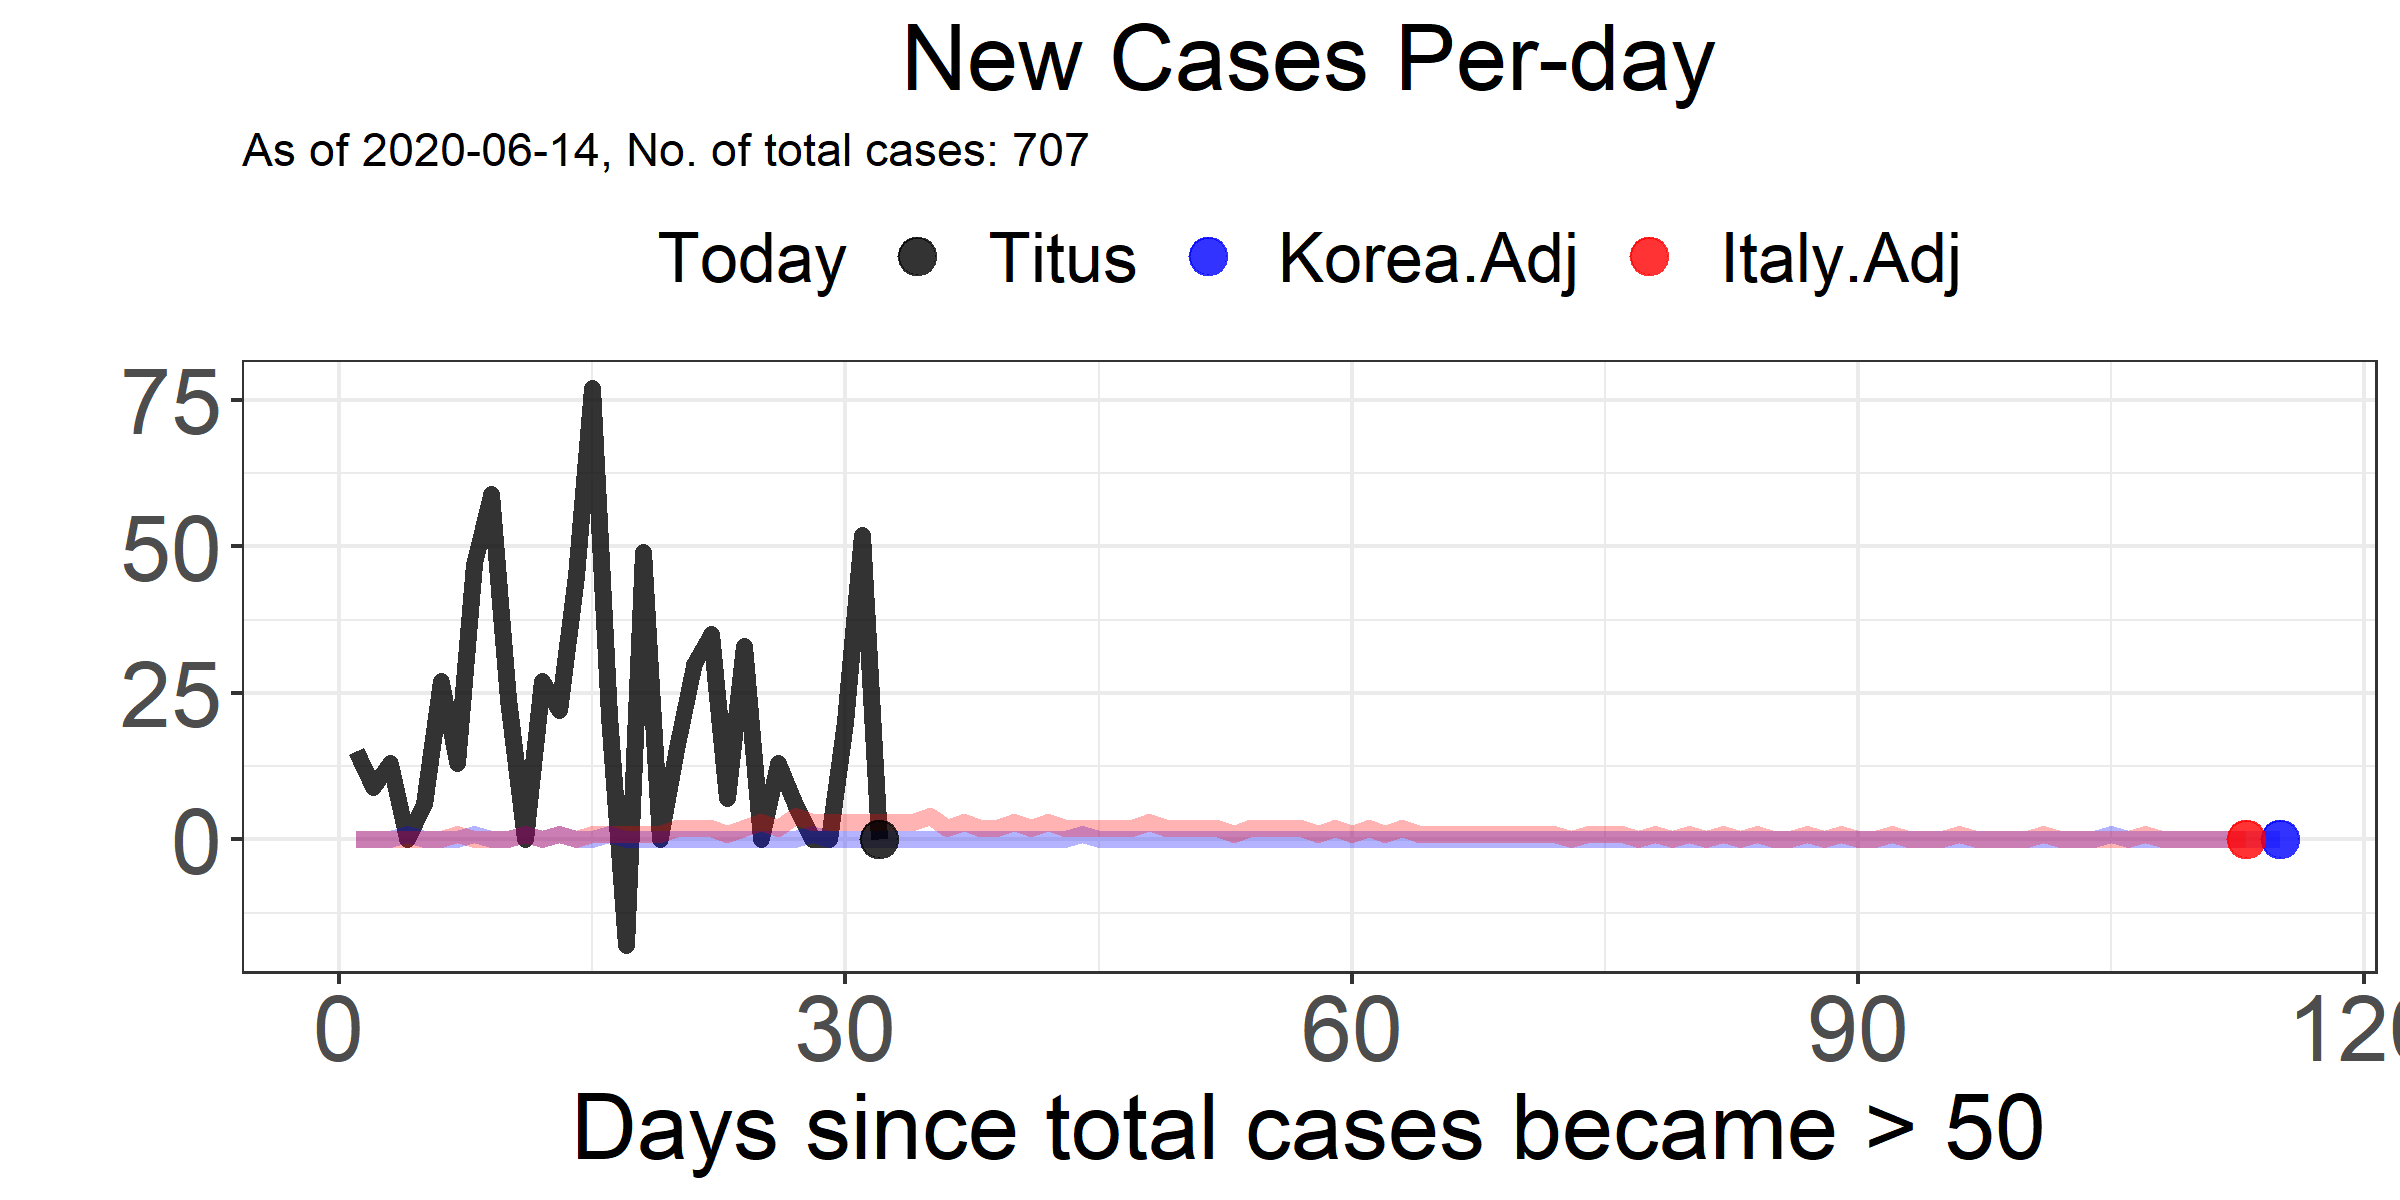 New Cases Per-day
As of 2020-06-14, No. of total cases: 707
Today Titus Korea.Adj Italy.Adj
75
50
25
0
0 30 60 90 120
Days since total cases became > 50